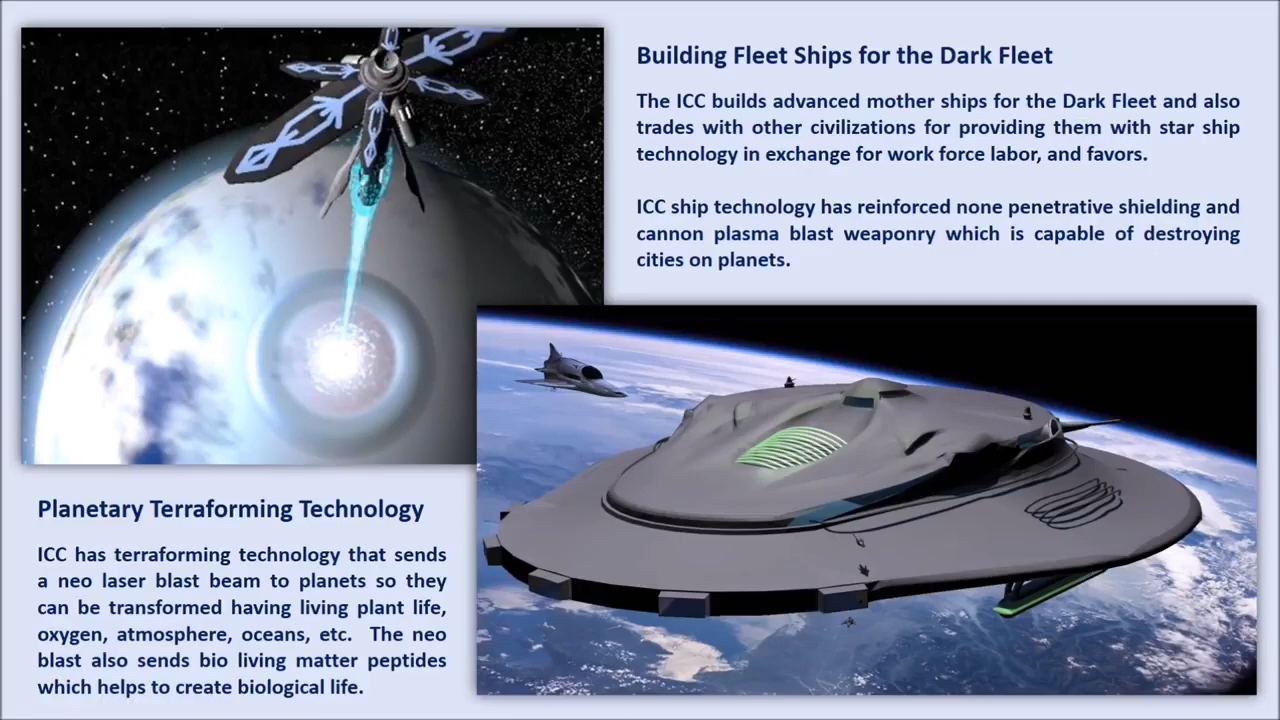 Building Fleet Ships for the Dark Fleet
The ICC builds advanced mother ships for the Dark Fleet and also
trades with other civilizations for providing them with star ship
technology in exchange for work force labor, and favors.
ICC ship technology has reinforced none penetrative shielding and
cannon plasma blast weaponry which is capable of destroying
cities on planets.
Planetary Terraforming Technology
ICC has terraforming technology that sends
a neo laser blast beam to planets so they
can be transformed having living plant life,
oxygen, atmosphere, oceans, etc. The neo
blast also sends bio living matter peptides
which helps to create biological life.